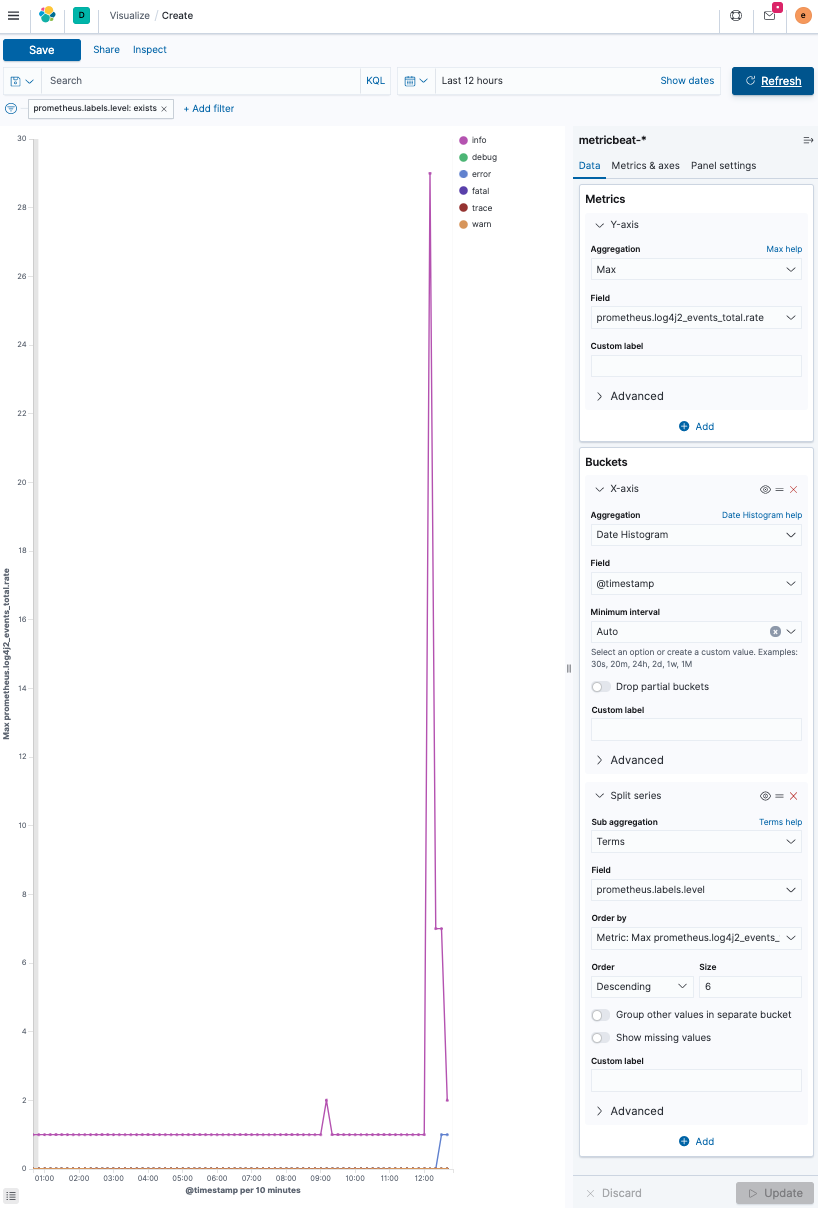 D
Visualize / Create
e
Save
Share
Inspect
Search
KQL
Last 12 hours
Show dates
Refresh
prometheus.labels.level: exists ×
+ Add filter
30
28
26
24
22
20
18
16
14
12
10
8
6
4
2
0
Max prometheus.log4j2_events_total.rate
01:00
02:00
03:00
04:00
05:00
06:00
07:00
08:00
09:00
10:00
11:00
12:00
@timestamp per 10 minutes
info
debug
error
fatal
trace
warn
metricbeat-*
Data
Metrics & axes
Panel settings
Metrics
Y-axis
Aggregation
Max help
Max
Field
prometheus.log4j2_events_total.rate
Custom label
Advanced
Add
Buckets
X-axis
Aggregation
Date Histogram help
Date Histogram
Field
@timestamp
Minimum interval
Auto
Select an option or create a custom value. Examples:
30s, 20m, 24h, 2d, 1w, 1M
Drop partial buckets
Custom label
Advanced
Split series
Sub aggregation
Terms help
Terms
Field
prometheus.labels.level
Order by
Metric: Max prometheus.log4j2_events_
Order
Size
Descending
6
Group other values in separate bucket
Show missing values
Custom label
Advanced
Add
Discard
Update